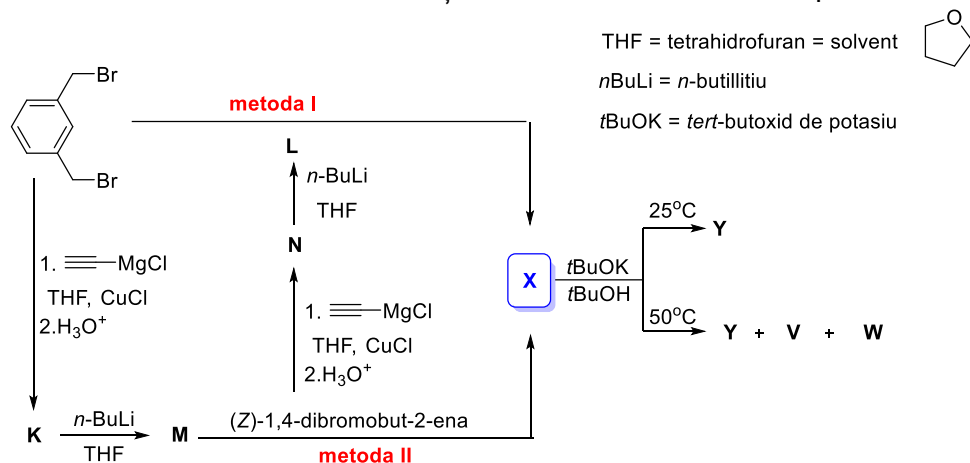 THF = tetrahidrofuran = solvent
O
nBuLi = n-butillitiu
tBuOK = tert-butoxid de potasiu
Br
Br
metoda I
L
n-BuLi
THF
N
1. MgCl
THF, CuCl
2.H3O+
1. MgCl
THF, CuCl
2.H3O+
X
tBuOK
tBuOH
25oC
Y
50oC
Y + V + W
K
n-BuLi
THF
M
(Z)-1,4-dibromobut-2-ena
metoda II